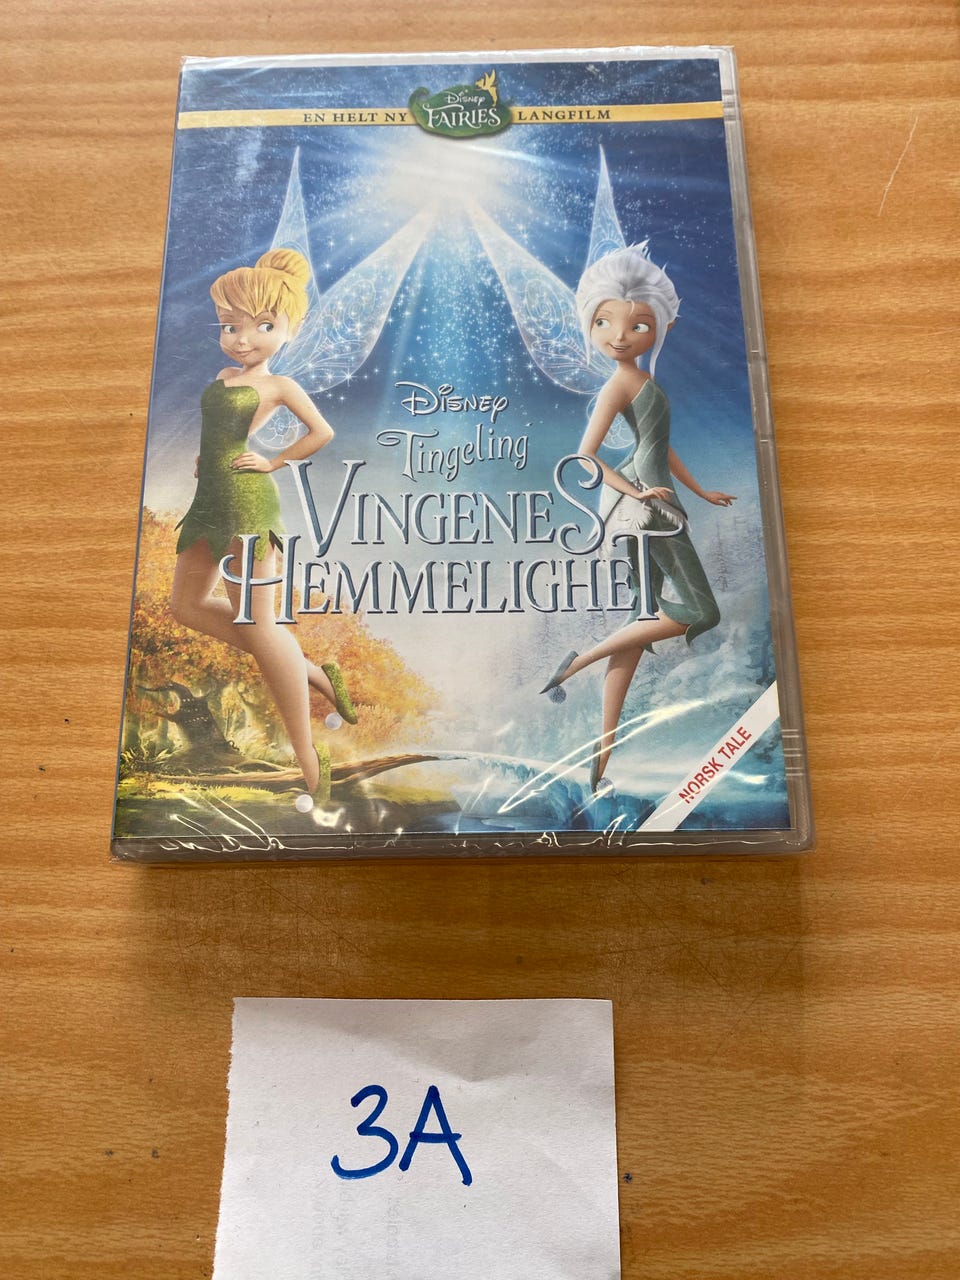 EN HELT NY Disney FAIRIES LANGFILM
Disney
Tingeling
VINGENES
HEMMELIGHET
NORSK TALE
3A